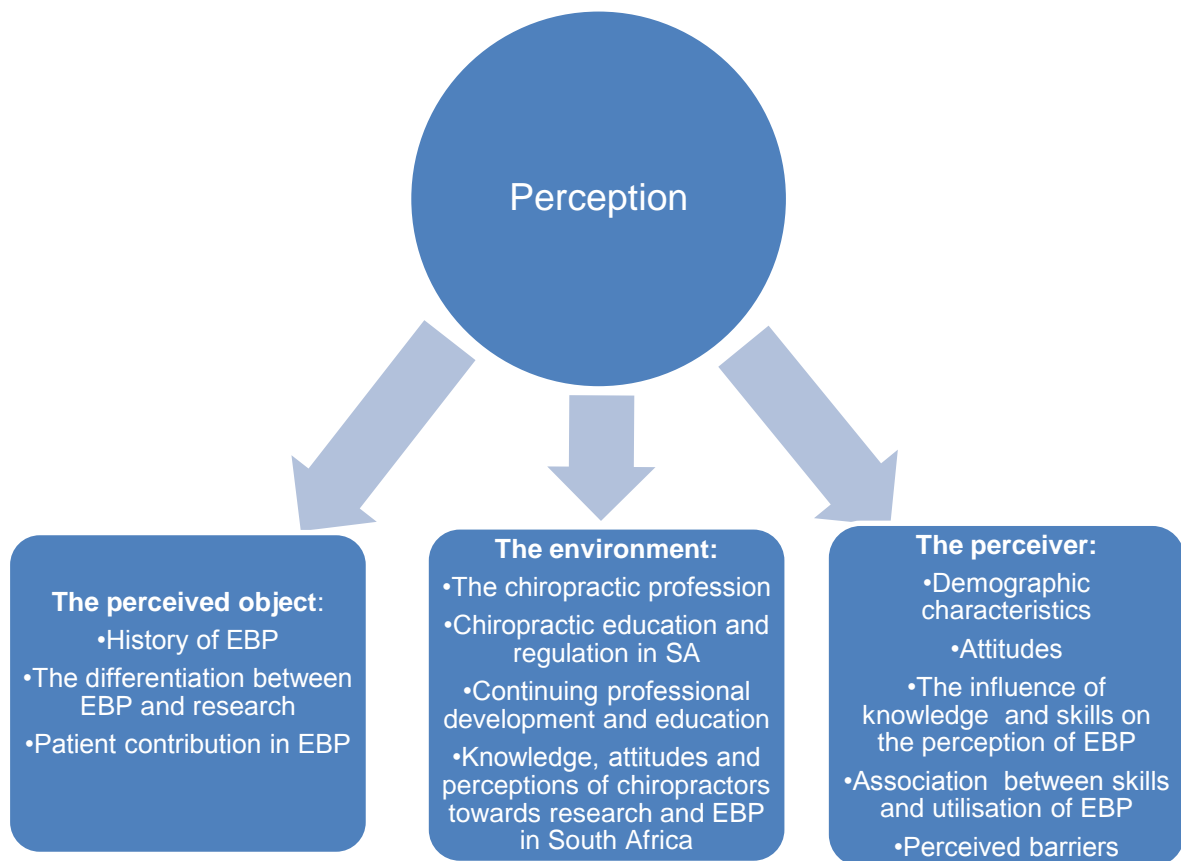 Perception
The perceived object:
•History of EBP
•The differentiation between
EBP and research
•Patient contribution in EBP
The environment:
•The chiropractic profession
•Chiropractic education and
regulation in SA
•Continuing professional
development and education
•Knowledge, attitudes and
perceptions of chiropractors
towards research and EBP
in South Africa
The perceiver:
•Demographic
characteristics
•Attitudes
•The influence of
knowledge and skills on
the perception of EBP
•Association between skills
and utilisation of EBP
•Perceived barriers